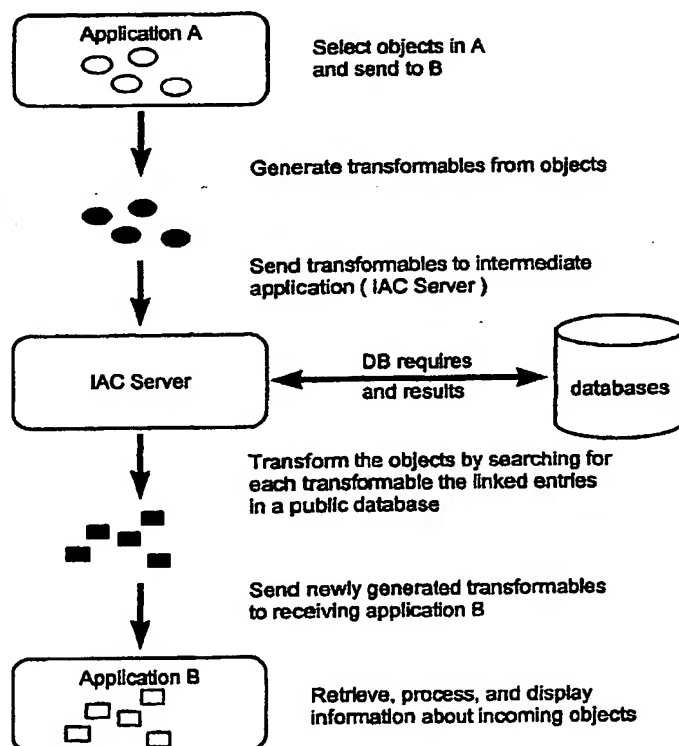 Application A
Select objects in A
and send to B
Generate transformables from objects
Send transformables to intermediate
application ( IAC Server )
IAC Server
DB requires
and results
databases
Transform the objects by searching for
each transformable the linked entries
in a public database
Send newly generated transformables
to receiving application B
Application B
Retrieve, process, and display
information about incoming objects